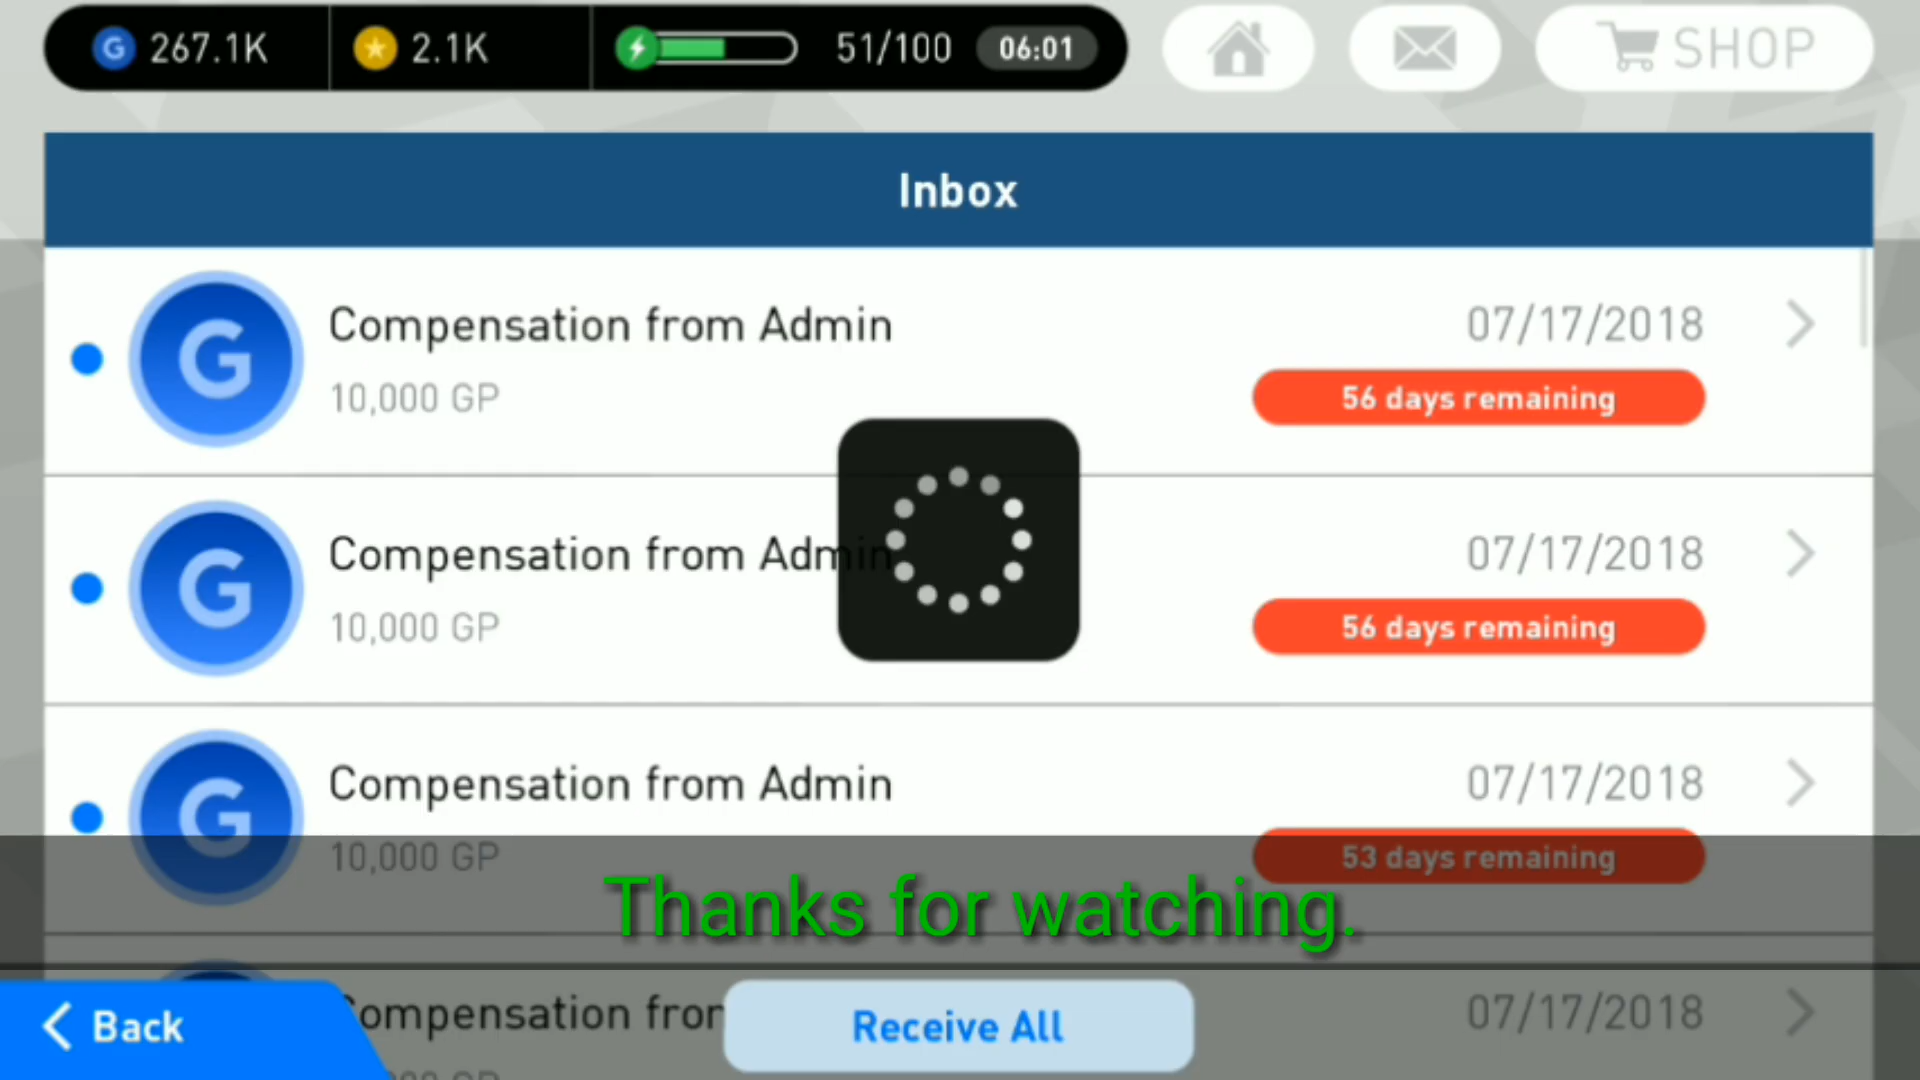 G 267.1K 2.1K 51/100 06:01 SHOP
Inbox
G Compensation from Admin 07/17/2018
10,000 GP 56 days remaining
G Compensation from Admin 07/17/2018
10,000 GP 56 days remaining
G Compensation from Admin 07/17/2018
10,000 GP 53 days remaining
Thanks for watching.
07/17/2018
Back Receive All